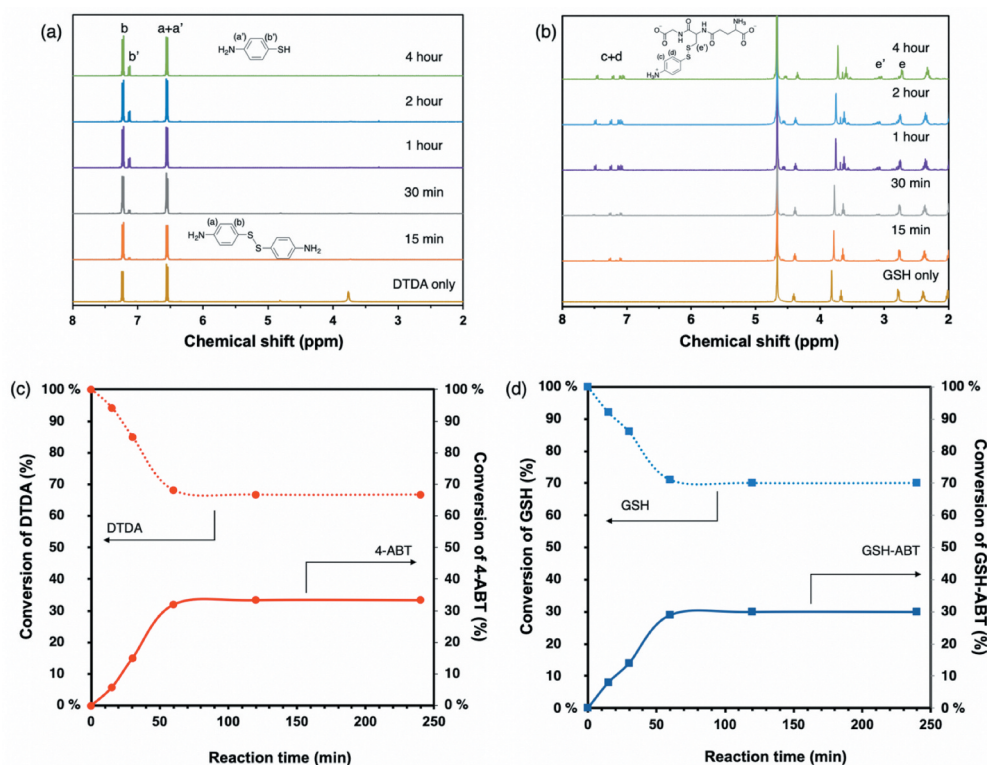 (a)
b
a+a'
b'
(a')
(b')
H₂N
SH
4 hour
2 hour
1 hour
30 min
(a)
(b)
H₂N
S
S
NH₂
15 min
DTDA only
8
7
6
5
4
3
2
Chemical shift (ppm)
(b)
c+d
O
O⁻
N
H
O
H
N
O
NH₃
O
O⁻
S
(e')
S
(c)
(d)
H₃N
e'
e
4 hour
2 hour
1 hour
30 min
15 min
GSH only
8
7
6
5
4
3
2
Chemical shift (ppm)
(c)
Conversion of DTDA (%)
100 %
90
80
70
60
50
40
30
20
10
0 %
DTDA
4-ABT
100 %
90
80
70
60
50
40
30
20
10
0 %
Conversion of 4-ABT (%)
0
50
100
150
200
250
Reaction time (min)
(d)
Conversion of GSH (%)
100 %
90
80
70
60
50
40
30
20
10
0 %
GSH
GSH-ABT
100 %
90
80
70
60
50
40
30
20
10
0 %
Conversion of GSH-ABT (%)
0
50
100
150
200
250
Reaction time (min)